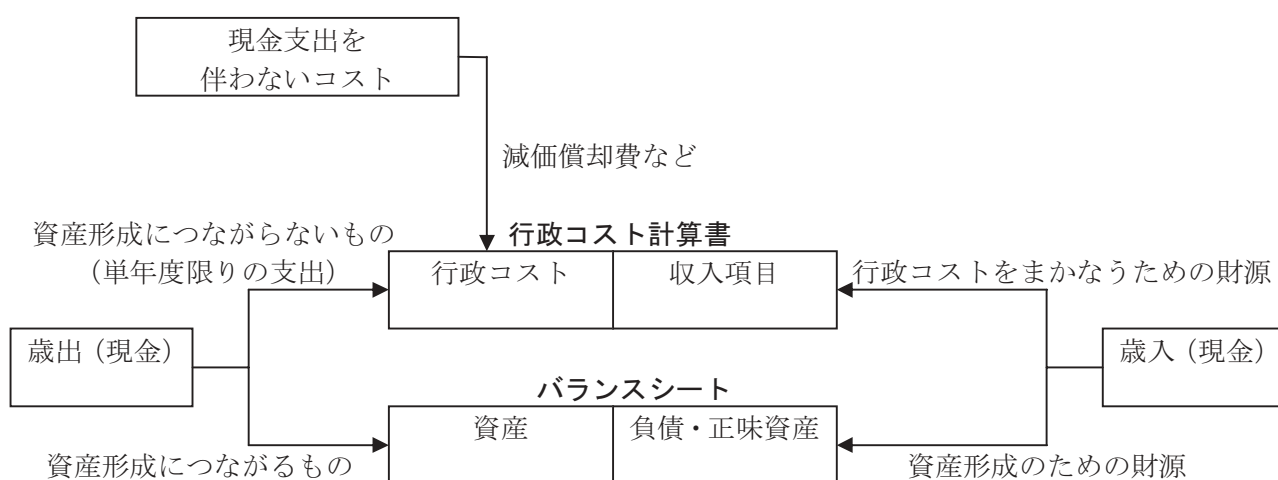 現金支出を
伴わないコスト
減価償却費など
資産形成につながらないもの
（単年度限りの支出）
行政コスト計算書
行政コスト
収入項目
行政コストをまかなうための財源
歳出（現金）
歳入（現金）
バランスシート
資産
負債・正味資産
資産形成につながるもの
資産形成のための財源